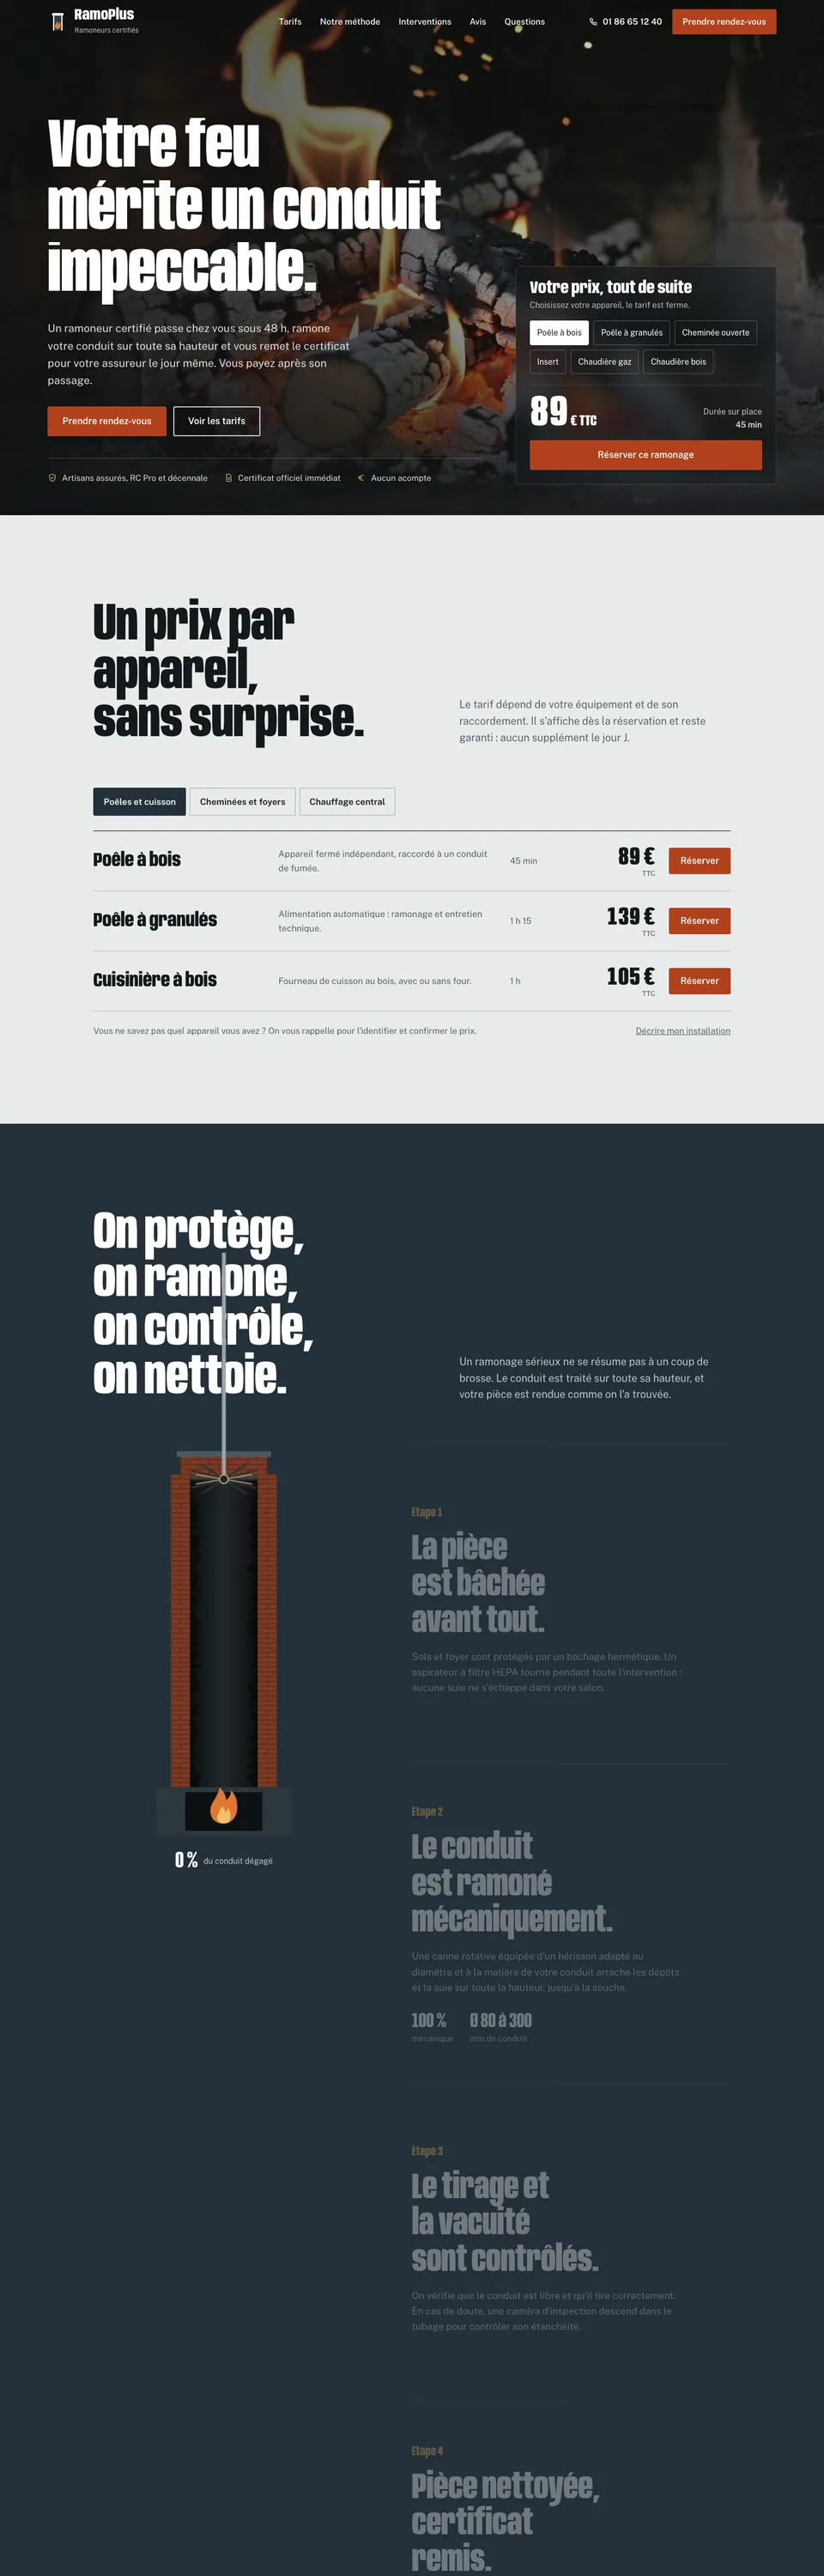 RamoPlus
Ramoneurs certifiés
Tarifs
Notre méthode
Interventions
Avis
Questions
01 86 65 12 40
Prendre rendez-vous
Votre feu
mérite un conduit
impeccable.
Un ramoneur certifié passe chez vous sous 48 h, ramone
votre conduit sur toute sa hauteur et vous remet le certificat
pour votre assureur le jour même. Vous payez après son
passage.
Prendre rendez-vous
Voir les tarifs
Artisans assurés, RC Pro et décennale
Certificat officiel immédiat
Aucun acompte
Votre prix, tout de suite
Choisissez votre appareil, le tarif est ferme.
Poêle à bois
Poêle à granulés
Cheminée ouverte
Insert
Chaudière gaz
Chaudière bois
89 € TTC
Durée sur place
45 min
Réserver ce ramonage
Un prix par
appareil,
sans surprise.
Le tarif dépend de votre équipement et de son
raccordement. Il s'affiche dès la réservation et reste
garanti : aucun supplément le jour J.
Poêles et cuisson
Cheminées et foyers
Chauffage central
Poêle à bois
Appareil fermé indépendant, raccordé à un conduit
de fumée.
45 min
89 €
TTC
Réserver
Poêle à granulés
Alimentation automatique : ramonage et entretien
technique.
1 h 15
139 €
TTC
Réserver
Cuisinière à bois
Fourneau de cuisson au bois, avec ou sans four.
1 h
105 €
TTC
Réserver
Vous ne savez pas quel appareil vous avez ? On vous rappelle pour l'identifier et confirmer le prix.
Décrire mon installation
On protège,
on ramone,
on contrôle,
on nettoie.
Un ramonage sérieux ne se résume pas à un coup de
brosse. Le conduit est traité sur toute sa hauteur, et
votre pièce est rendue comme on l'a trouvée.
0 % du conduit dégagé
Étape 1
La pièce
est bâchée
avant tout.
Sols et foyer sont protégés par un bâchage hermétique. Un
aspirateur à filtre HEPA tourne pendant toute l'intervention :
aucune suie ne s'échappe dans votre salon.
Étape 2
Le conduit
est ramoné
mécaniquement.
Une canne rotative équipée d'un hérisson adapté au
diamètre et à la matière de votre conduit arrache les dépôts
et la suie sur toute la hauteur, jusqu'à la souche.
100 %
mécanique
Ø 80 à 300
mm de conduit
Étape 3
Le tirage et
la vacuité
sont contrôlés.
On vérifie que le conduit est libre et qu'il tire correctement.
En cas de doute, une caméra d'inspection descend dans le
tubage pour contrôler son étanchéité.
Étape 4
Pièce nettoyée,
certificat
remis.